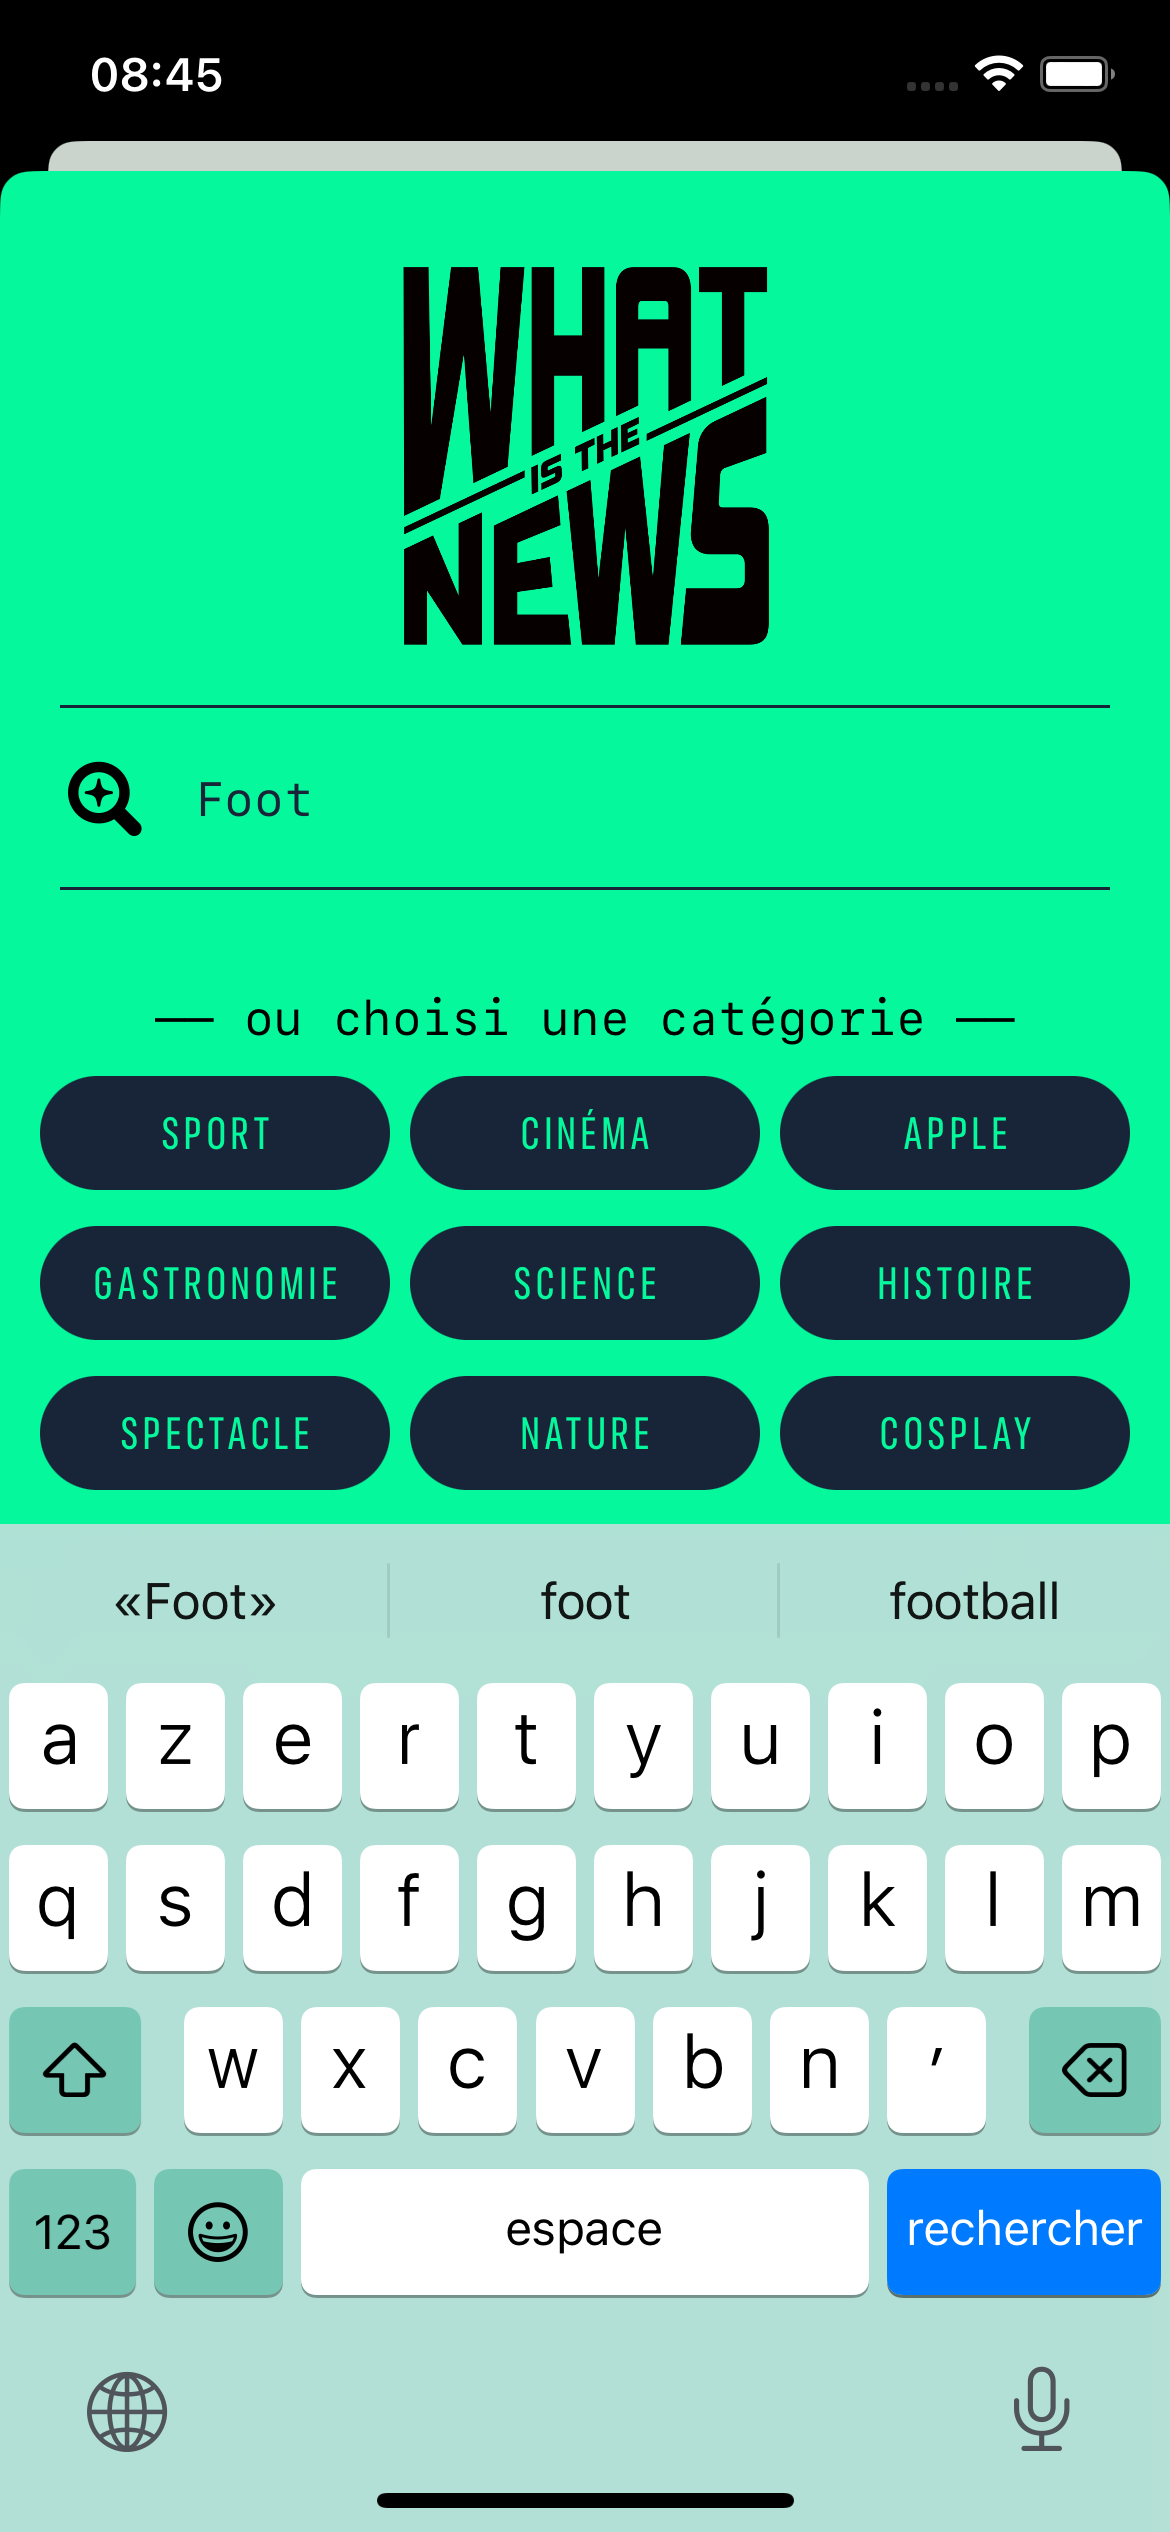 08:45
WHAT
IS THE
NEWS
Foot
ou choisi une catégorie
SPORT CINÉMA APPLE
GASTRONOMIE SCIENCE HISTOIRE
SPECTACLE NATURE COSPLAY
«Foot» foot football
a z e r t y u i o p
q s d f g h j k l m
w x c v b n ′
123 espace rechercher